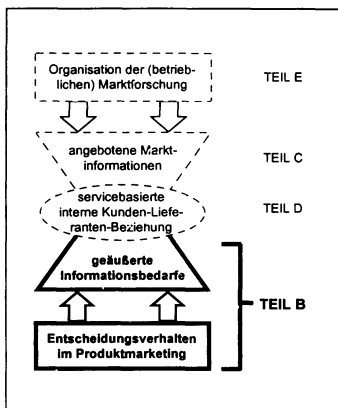 Organisation der (betrieb-
lichen) Marktforschung
TEIL E
angebotene Markt-
informationen
TEIL C
servicebasierte
interne Kunden-Liefe-
ranten-Beziehung
TEIL D
geäußerte
Informationsbedarfe
TEIL B
Entscheidungsverhalten
im Produktmarketing